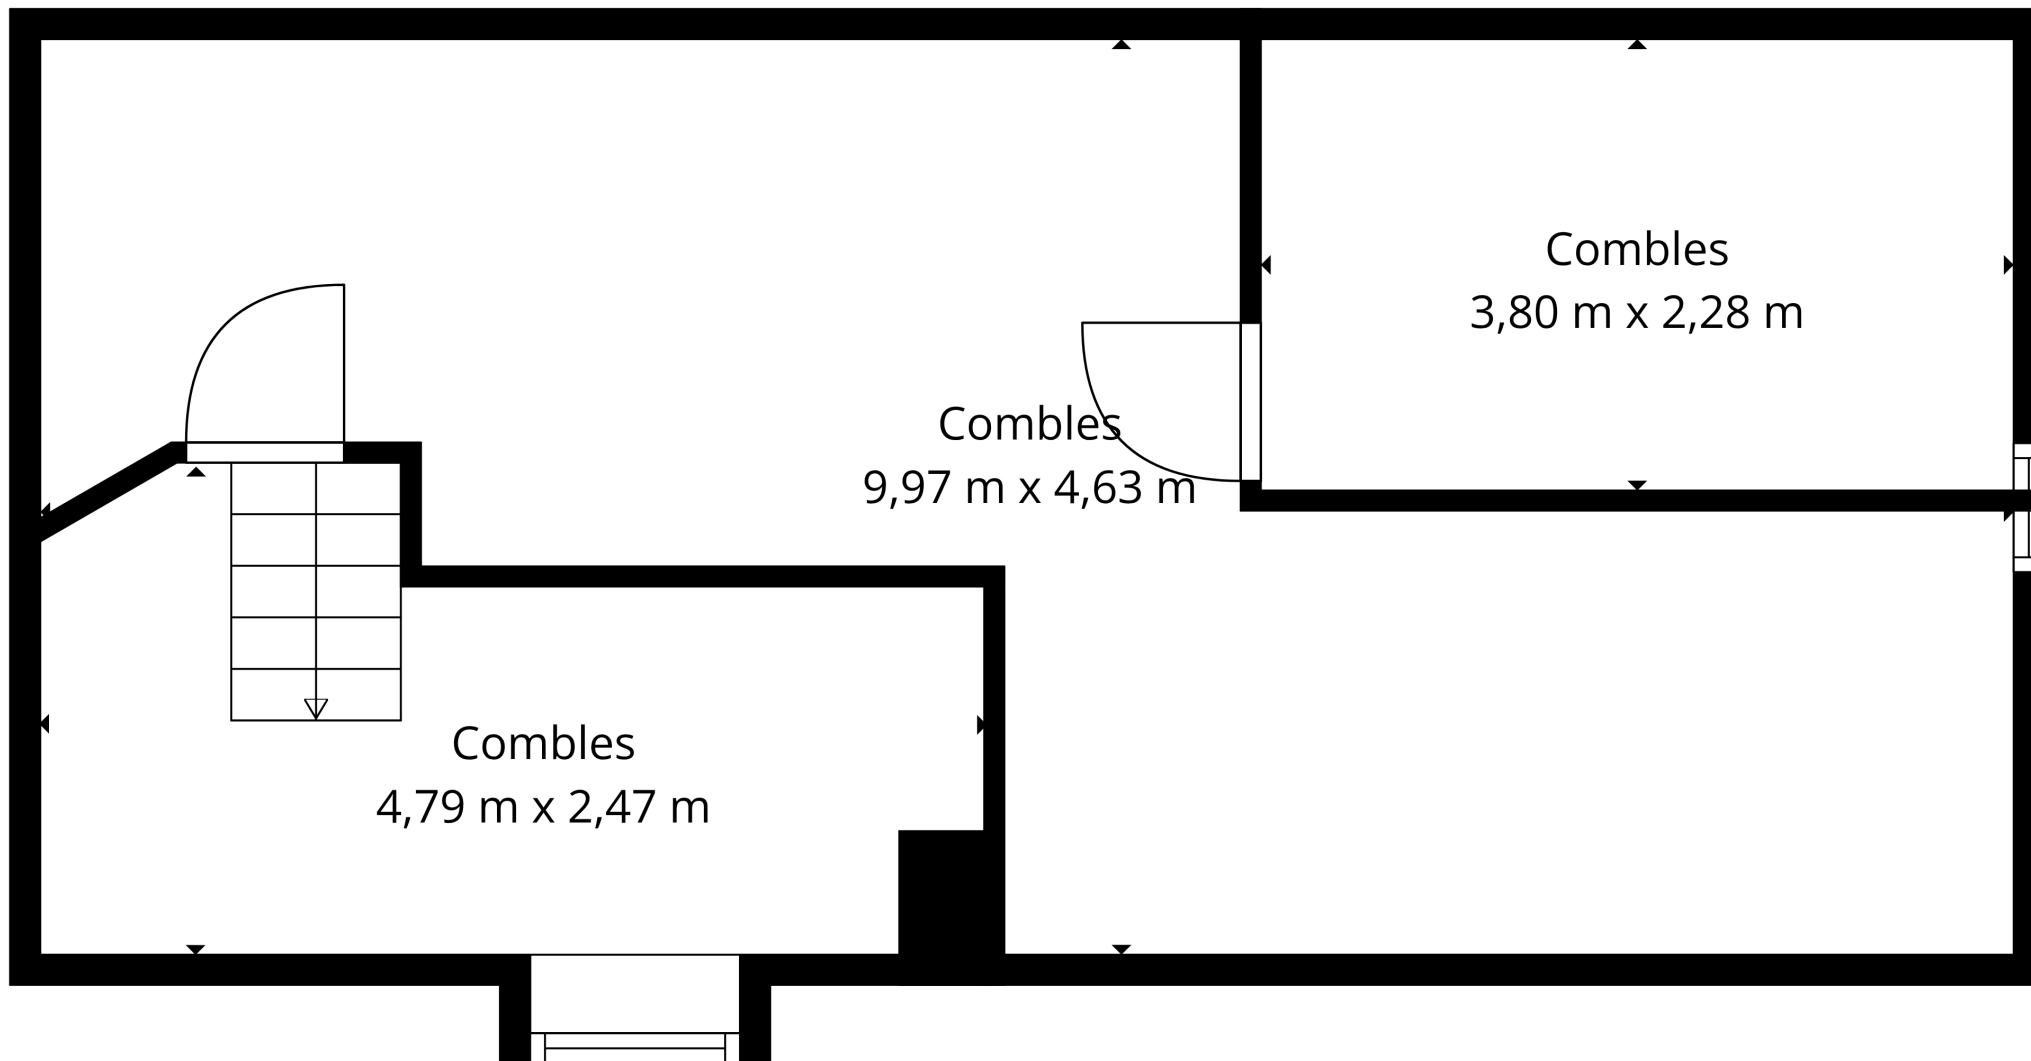 Combles
3,80 m x 2,28 m
Combles
9,97 m x 4,63 m
Combles
4,79 m x 2,47 m